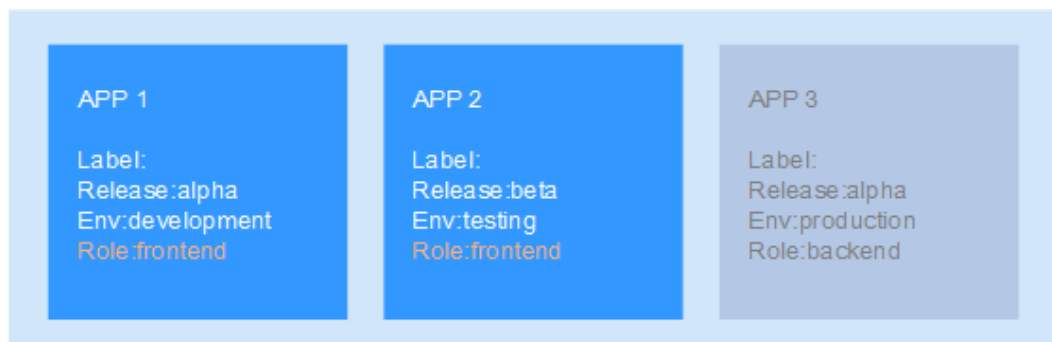 APP 1
Label:
Release:alpha
Env:development
Role:frontend
APP 2
Label:
Release:beta
Env:testing
Role:frontend
APP 3
Label:
Release:alpha
Env:production
Role:backend